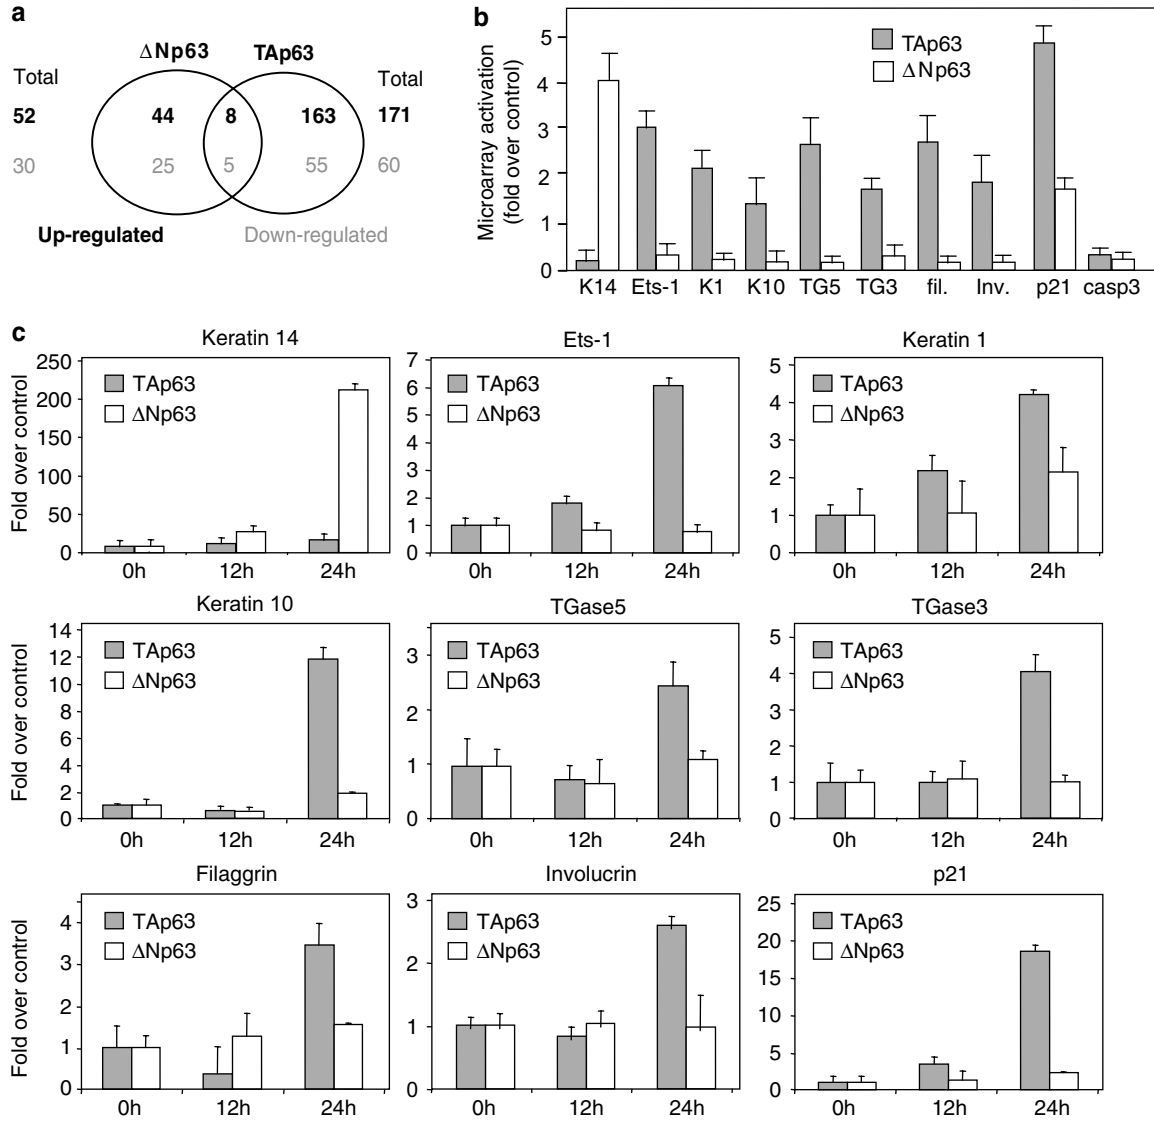 a
ΔNp63 TAp63
Total Total
52 44 8 163 171
30 25 5 55 60
Up-regulated Down-regulated
b
Microarray activation
(fold over control)
5
4
3
2
1
0
TAp63
ΔNp63
K14 Ets-1 K1 K10 TG5 TG3 fil. Inv. p21 casp3
c
Keratin 14
Fold over control
250
200
150
100
50
0
TAp63
ΔNp63
0h 12h 24h
Ets-1
7
6
5
4
3
2
1
0
TAp63
ΔNp63
0h 12h 24h
Keratin 1
5
4
3
2
1
0
TAp63
ΔNp63
0h 12h 24h
Keratin 10
Fold over control
14
12
10
8
6
4
2
0
TAp63
ΔNp63
0h 12h 24h
TGase5
3
2
1
0
TAp63
ΔNp63
0h 12h 24h
TGase3
5
4
3
2
1
0
TAp63
ΔNp63
0h 12h 24h
Filaggrin
Fold over control
4
3
2
1
0
TAp63
ΔNp63
0h 12h 24h
Involucrin
3
2
1
0
TAp63
ΔNp63
0h 12h 24h
p21
25
20
15
10
5
0
TAp63
ΔNp63
0h 12h 24h